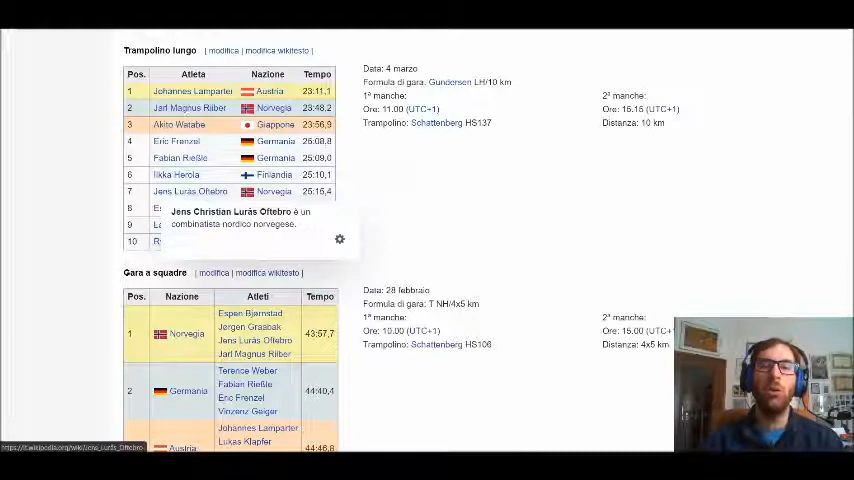 Trampolino lungo [ modifica | modifica wikitesto ]
Pos. Atleta Nazione Tempo
1 Johannes Lamparter Austria 23:11,1
2 Jarl Magnus Riiber Norvegia 23:48,2
3 Akito Watabe Giappone 23:56,9
4 Eric Frenzel Germania 25:08,8
5 Fabian Rießle Germania 25:09,0
6 Ilkka Herola Finlandia 25:10,1
7 Jens Lurås Oftebro Norvegia 25:15,4
8
9
10
Data: 4 marzo
Formula di gara: Gundersen LH/10 km
1ª manche:
Ore: 11.00 (UTC+1)
Trampolino: Schattenberg HS137
2ª manche:
Ore: 15.15 (UTC+1)
Distanza: 10 km
Jens Christian Lurås Oftebro è un
combinatista nordico norvegese.
Gara a squadre [ modifica | modifica wikitesto ]
Pos. Nazione Atleti Tempo
1 Norvegia
Espen Bjørnstad
Jørgen Graabak
Jens Lurås Oftebro
Jarl Magnus Riiber
43:57,7
2 Germania
Terence Weber
Fabian Rießle
Eric Frenzel
Vinzenz Geiger
44:40,4
Austria
Johannes Lamparter
Lukas Klapfer
44:46,8
Data: 28 febbraio
Formula di gara: T NH/4x5 km
1ª manche:
Ore: 10.00 (UTC+1)
Trampolino: Schattenberg HS106
2ª manche:
Ore: 15.00 (UTC+
Distanza: 4x5 km
https://it.wikipedia.org/wiki/Jens_Lurås_Oftebro